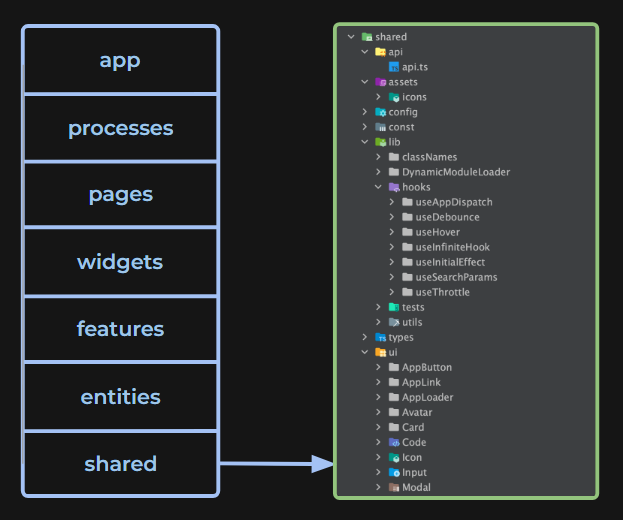 app
processes
pages
widgets
features
entities
shared
shared
api
api.ts
assets
icons
config
const
lib
classNames
DynamicModuleLoader
hooks
useAppDispatch
useDebounce
useHover
useInfiniteHook
useInitialEffect
useSearchParams
useThrottle
tests
utils
types
ui
AppButton
AppLink
AppLoader
Avatar
Card
Code
Icon
Input
Modal